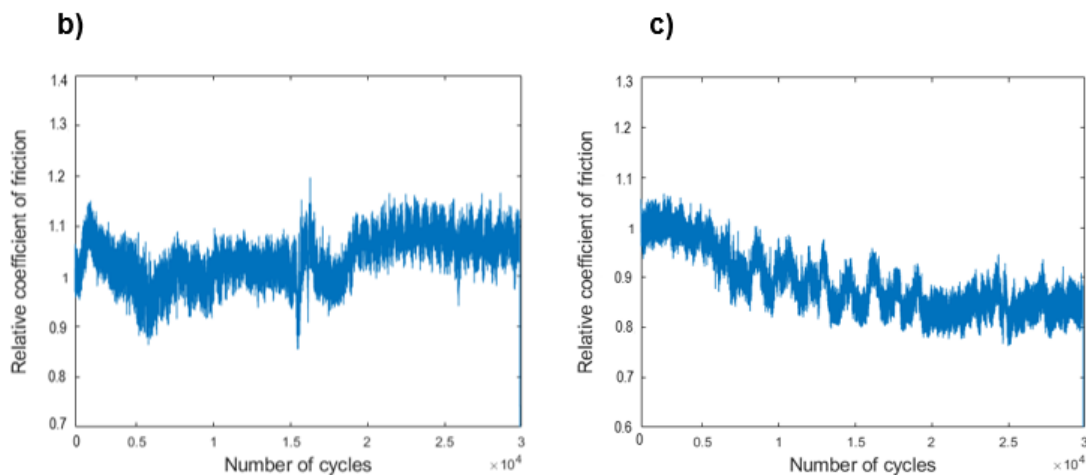 b)
1.4
1.3
1.2
1.1
1
0.9
0.8
0.7
Relative coefficient of friction
0 0.5 1 1.5 2 2.5 3
Number of cycles
×10⁴
c)
1.3
1.2
1.1
1
0.9
0.8
0.7
0.6
Relative coefficient of friction
0 0.5 1 1.5 2 2.5 3
Number of cycles
×10⁴